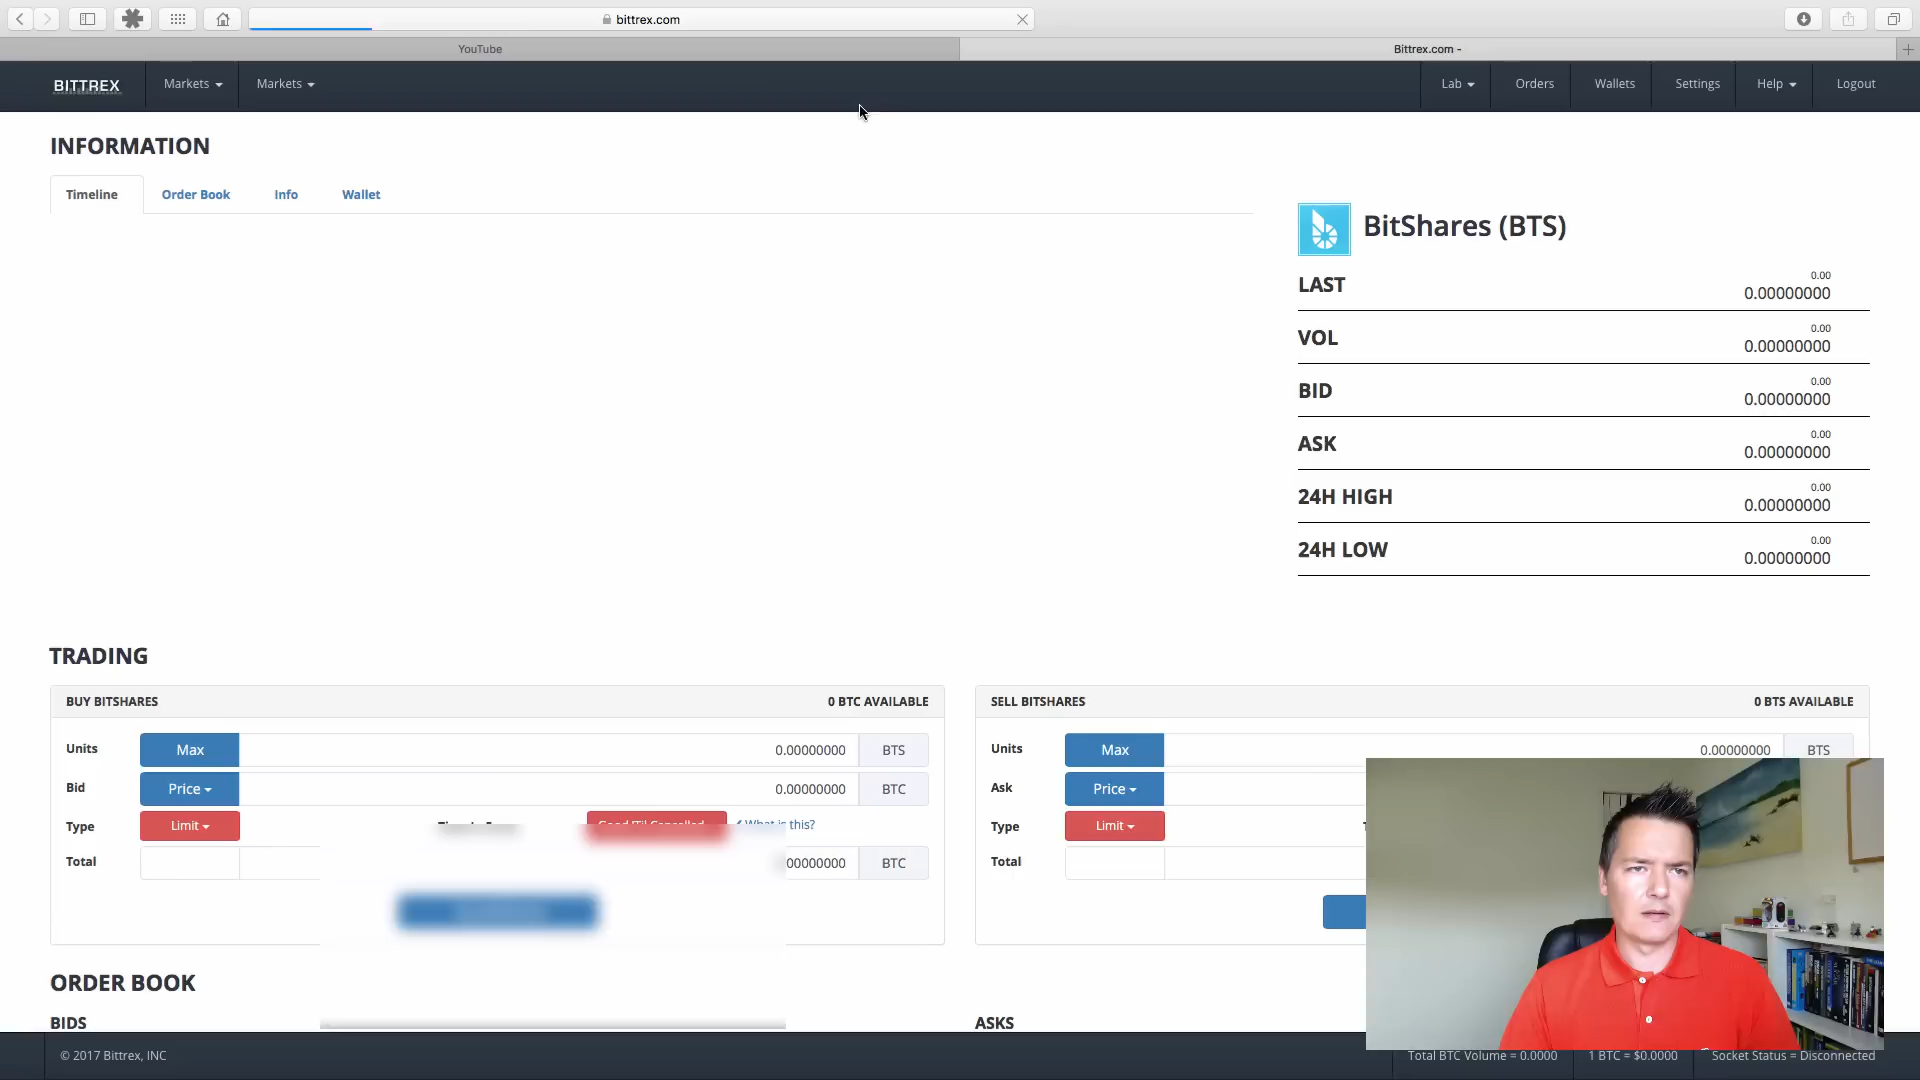 bittrex.com
YouTube
Bittrex.com -
BITTREX
Markets
Markets
Lab
Orders
Wallets
Settings
Help
Logout
INFORMATION
Timeline
Order Book
Info
Wallet
BitShares (BTS)
LAST
0.00
0.00000000
VOL
0.00
0.00000000
BID
0.00
0.00000000
ASK
0.00
0.00000000
24H HIGH
0.00
0.00000000
24H LOW
0.00
0.00000000
TRADING
BUY BITSHARES
0 BTC AVAILABLE
Units
Max
0.00000000
BTS
Bid
Price
0.00000000
BTC
Type
Limit
What is this?
Total
00000000
BTC
SELL BITSHARES
0 BTS AVAILABLE
Units
Max
0.00000000
BTS
Ask
Price
Type
Limit
Total
ORDER BOOK
BIDS
ASKS
© 2017 Bittrex, INC
Total BTC Volume = 0.0000
1 BTC = $0.0000
Socket Status = Disconnected